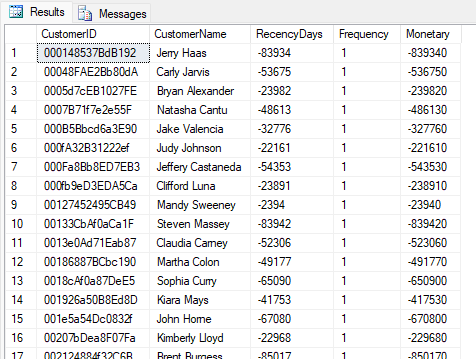 Results Messages
CustomerID CustomerName RecencyDays Frequency Monetary
1 000148537BdB192 Jerry Haas -83934 1 -839340
2 00048FAE2Bb80dA Carly Jarvis -53675 1 -536750
3 0005d7cEB1027FE Bryan Alexander -23982 1 -239820
4 0007B71f7e2e55F Natasha Cantu -48613 1 -486130
5 000B5Bbcd6a3E90 Jake Valencia -32776 1 -327760
6 000fA32B31222ef Judy Johnson -22161 1 -221610
7 000Fa8Bb8ED7EB3 Jeffery Castaneda -54353 1 -543530
8 000fb9eD3EDA5Ca Clifford Luna -23891 1 -238910
9 00127452495CB49 Mandy Sweeney -2394 1 -23940
10 00133CbAf0aCa1F Steven Massey -83942 1 -839420
11 0013e0Ad71Eab87 Claudia Carney -52306 1 -523060
12 00186887BCbc190 Martha Colon -49177 1 -491770
13 0018cAf0a87DeE5 Sophia Curry -65090 1 -650900
14 001926a50B8Ed8D Kiara Mays -41753 1 -417530
15 001e5a54Dc0832f John Horne -67080 1 -670800
16 00207bDea8F07Fa Kimberly Lloyd -22968 1 -229680
17 002124884f32C6B Brent Burgess -85017 1 -850170